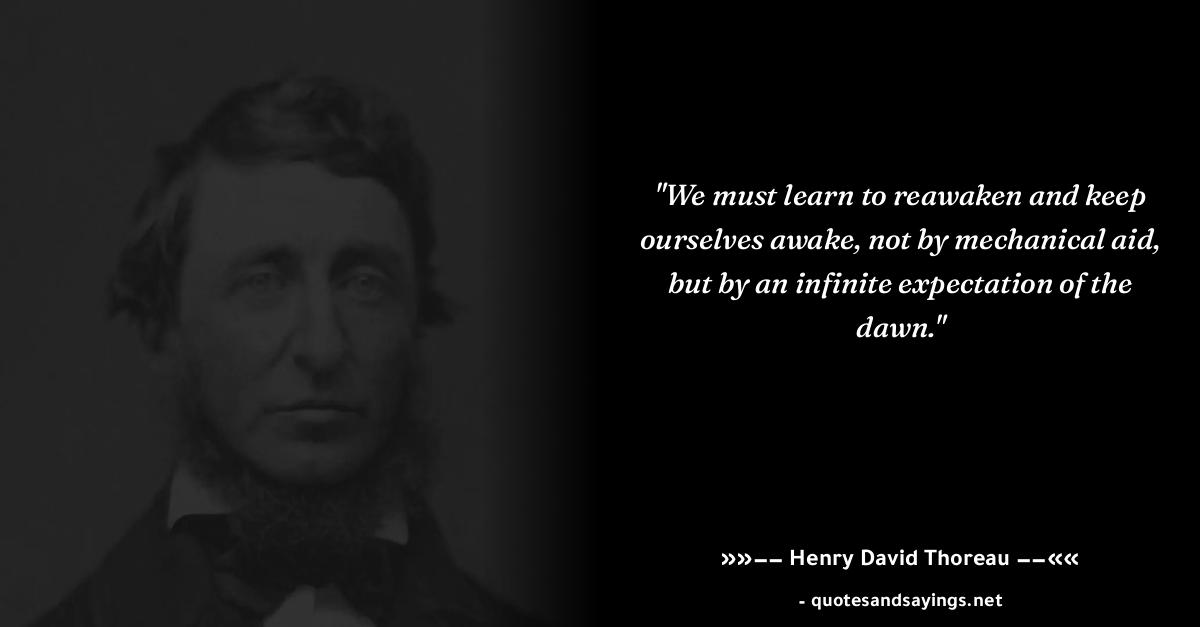 "We must learn to reawaken and keep
ourselves awake, not by mechanical aid,
but by an infinite expectation of the
dawn."
»»−− Henry David Thoreau −−««
- quotesandsayings.net